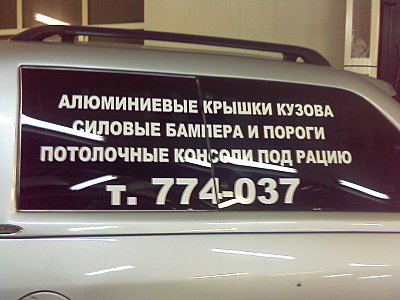 АЛЮМИНИЕВЫЕ КРЫШКИ КУЗОВА
СИЛОВЫЕ БАМПЕРА И ПОРОГИ
ПОТОЛОЧНЫЕ КОНСОЛИ ПОД РАЦИЮ
т. 774-037